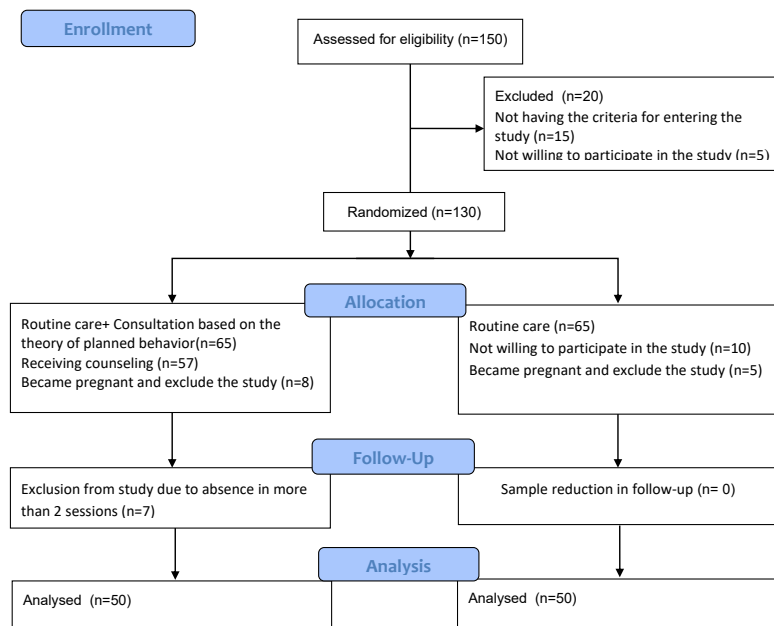 Enrollment
Assessed for eligibility (n=150)
Excluded (n=20)
Not having the criteria for entering the
study (n=15)
Not willing to participate in the study (n=5)
Randomized (n=130)
Allocation
Routine care+ Consultation based on the
theory of planned behavior(n=65)
Receiving counseling (n=57)
Became pregnant and exclude the study (n=8)
Routine care (n=65)
Not willing to participate in the study (n=10)
Became pregnant and exclude the study (n=5)
Follow-Up
Exclusion from study due to absence in more
than 2 sessions (n=7)
Sample reduction in follow-up (n= 0)
Analysis
Analysed (n=50)
Analysed (n=50)